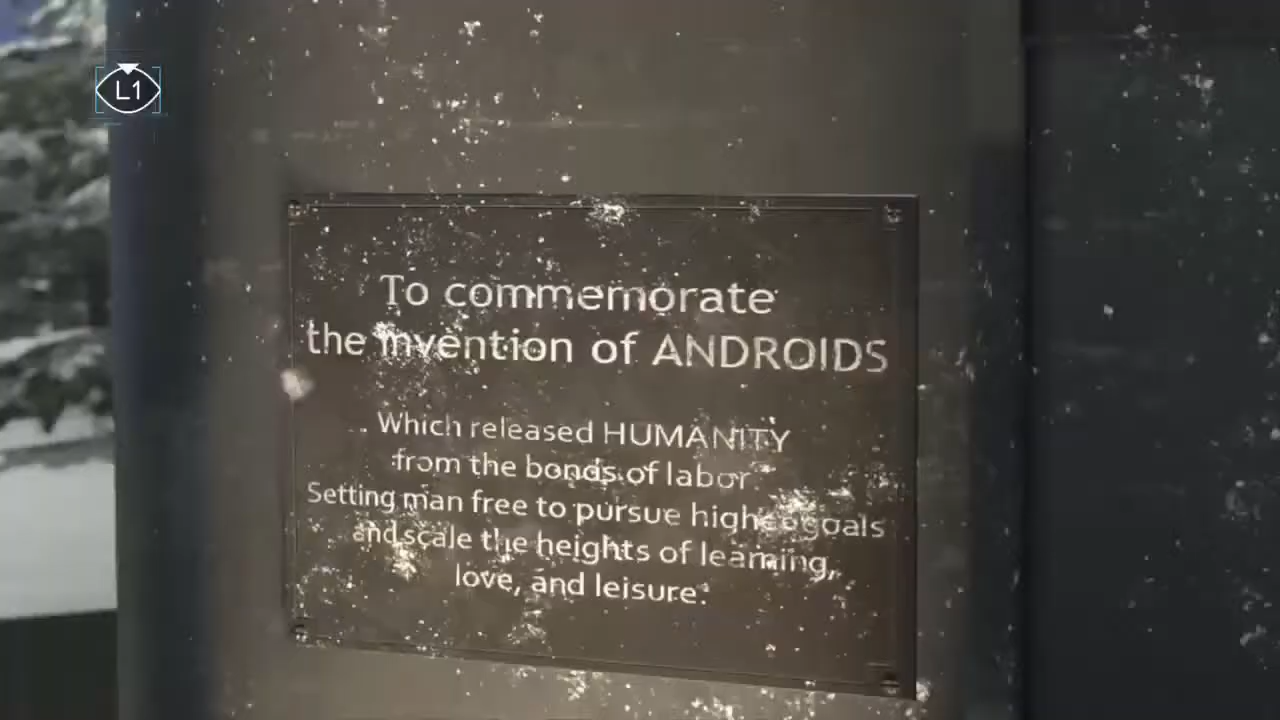 L1
To commemorate
the invention of ANDROIDS
Which released HUMANITY
from the bonds of labor
Setting man free to pursue higher goals
and scale the heights of learning,
love, and leisure.